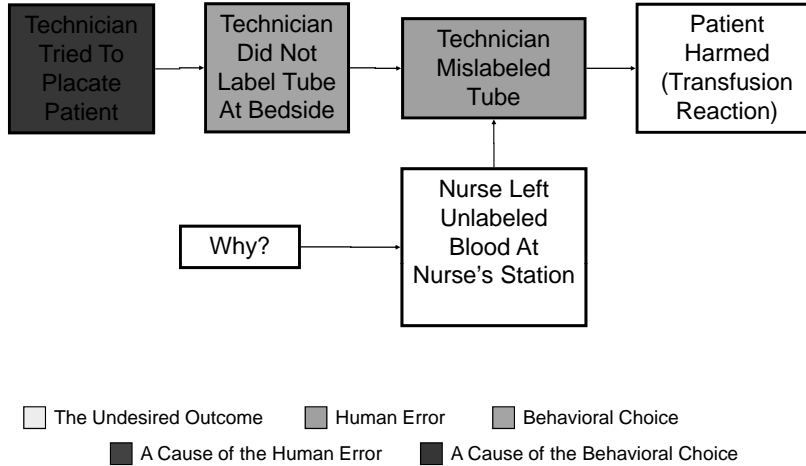 Technician
Tried To
Placate
Patient
Technician
Did Not
Label Tube
At Bedside
Technician
Mislabeled
Tube
Patient
Harmed
(Transfusion
Reaction)
Why?
Nurse Left
Unlabeled
Blood At
Nurse's Station
The Undesired Outcome
Human Error
Behavioral Choice
A Cause of the Human Error
A Cause of the Behavioral Choice